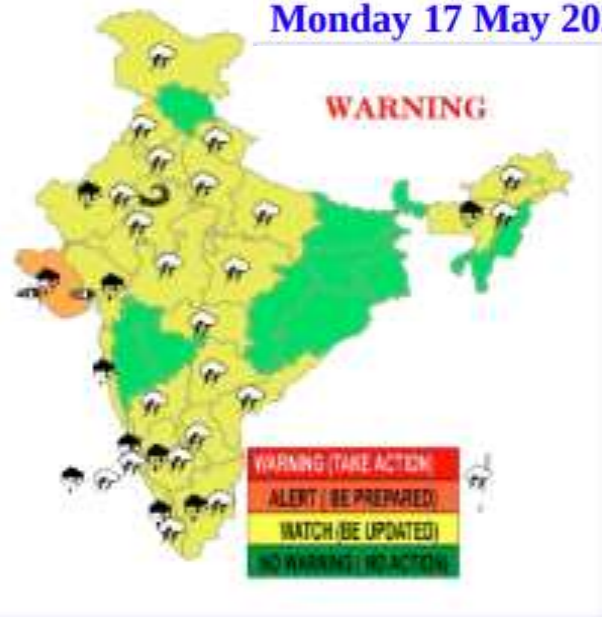 Monday 17 May 20
WARNING
WARNING (TAKE ACTION)
ALERT ( BE PREPARED)
WATCH (BE UPDATED)
NO WARNING ( NO ACTION)